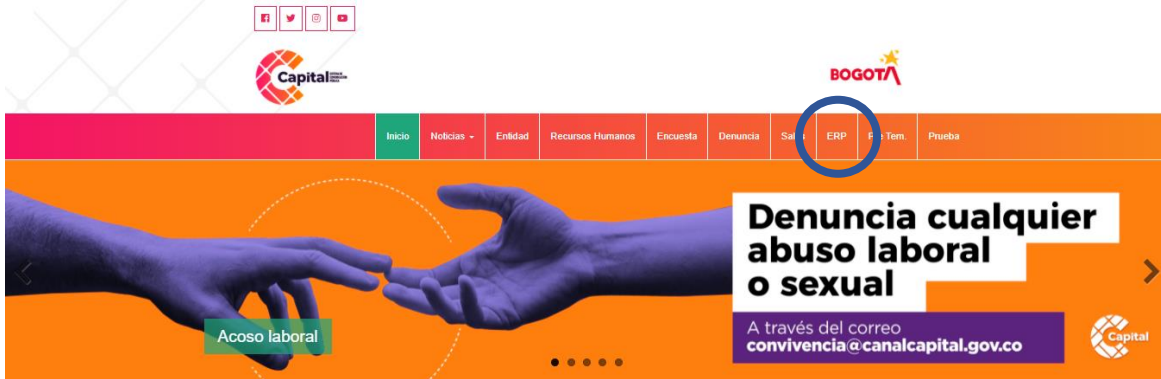 Capital
BOGOTÁ
Inicio Noticias Entidad Recursos Humanos Encuesta Denuncia ERP Tem. Prueba
Denuncia cualquier
abuso laboral
o sexual
Acoso laboral
A través del correo
convivencia@canalcapital.gov.co
Capital